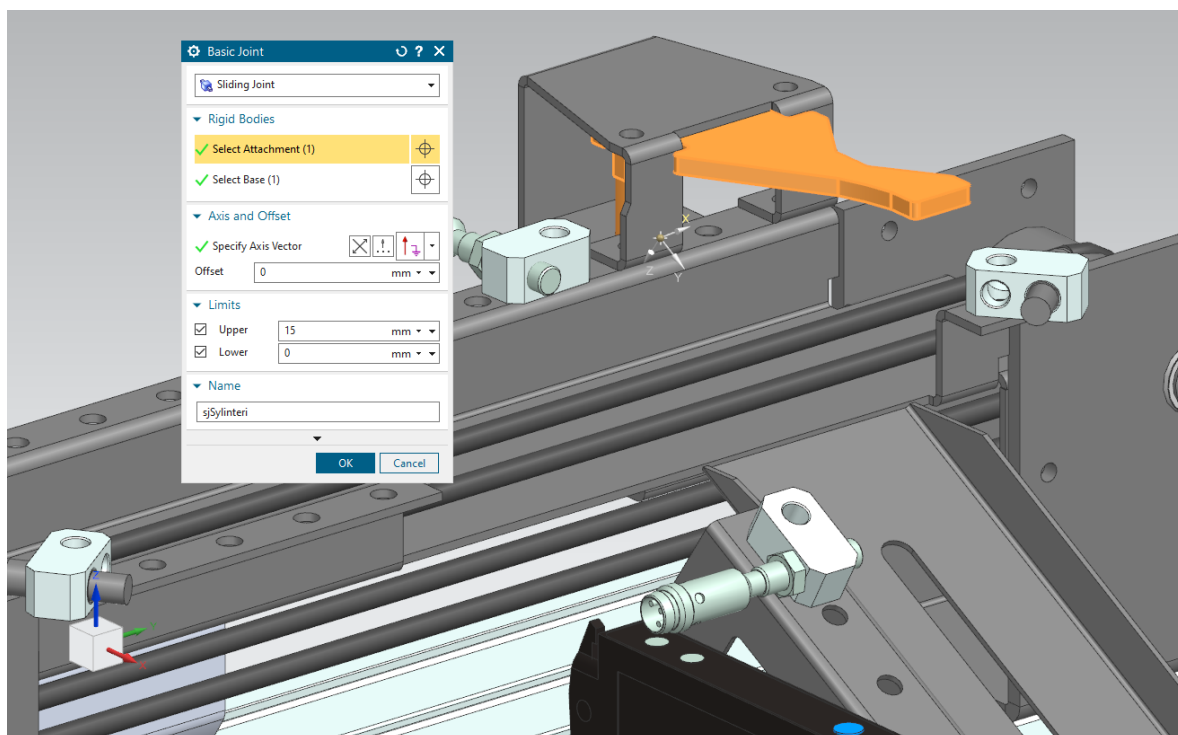 Basic Joint
Sliding Joint
Rigid Bodies
Select Attachment (1)
Select Base (1)
Axis and Offset
Specify Axis Vector
Offset 0 mm
Limits
Upper 15 mm
Lower 0 mm
Name
sjSylinteri
OK Cancel
X
Z
Y
Z
Y
X